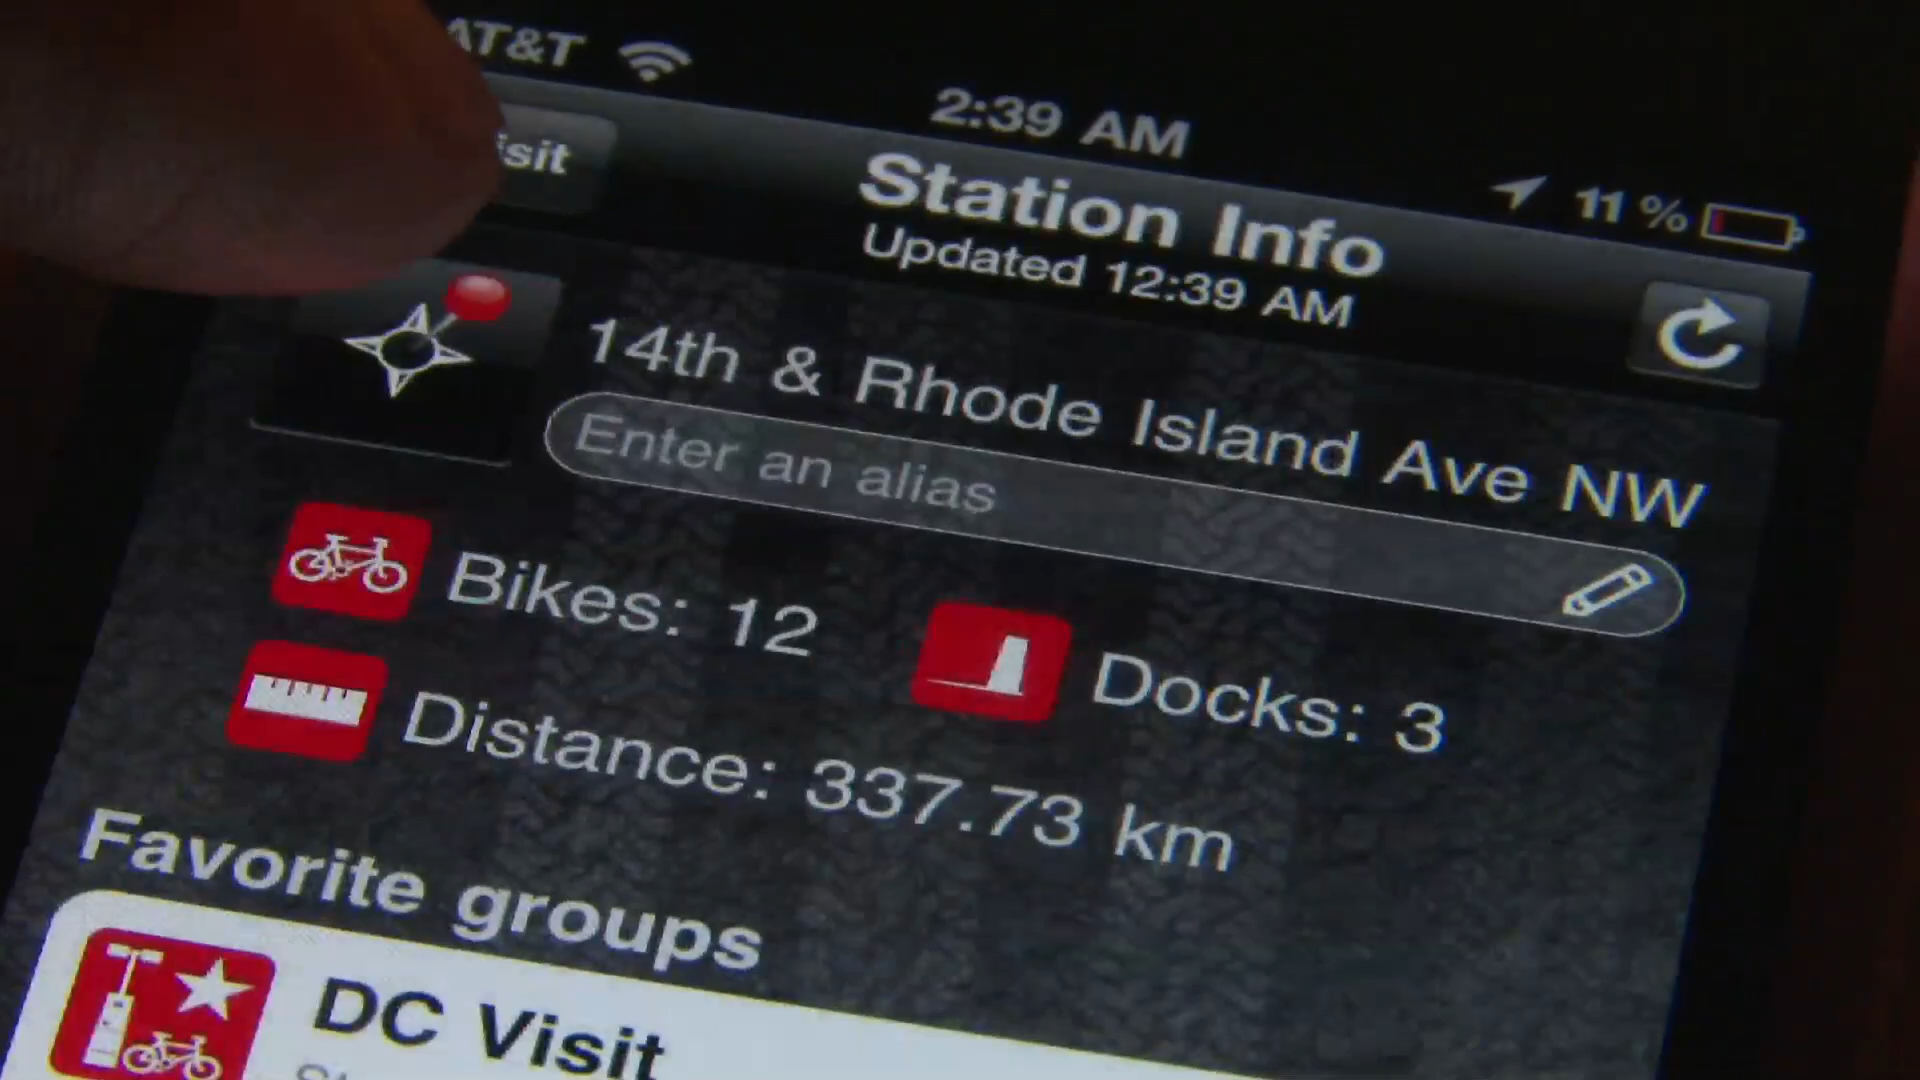 AT&T
2:39 AM
11 %
Station Info
Updated 12:39 AM
14th & Rhode Island Ave NW
Enter an alias
Bikes: 12
Docks: 3
Distance: 337.73 km
Favorite groups
DC Visit